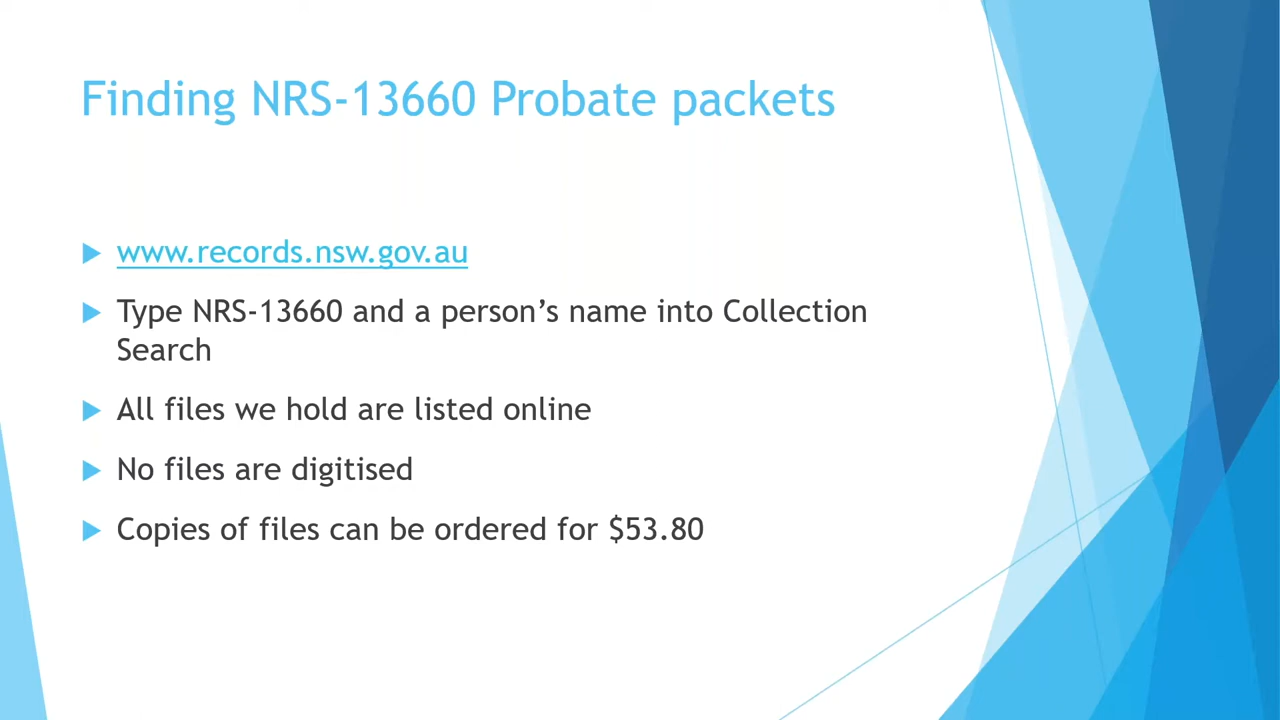 Finding NRS-13660 Probate packets
www.records.nsw.gov.au
Type NRS-13660 and a person’s name into Collection
Search
All files we hold are listed online
No files are digitised
Copies of files can be ordered for $53.80